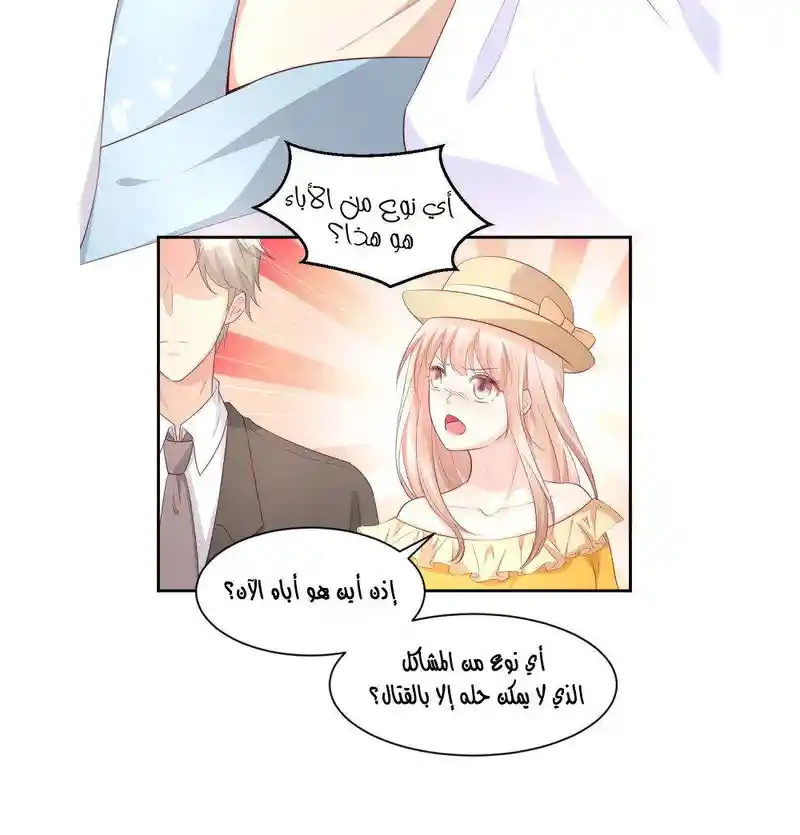 أي نوع من الأباء
هو هذا؟
إذن أين هو أباه الآن؟
أي نوع من المشاكل
الذي لا يمكن حله إلا بالقتال؟